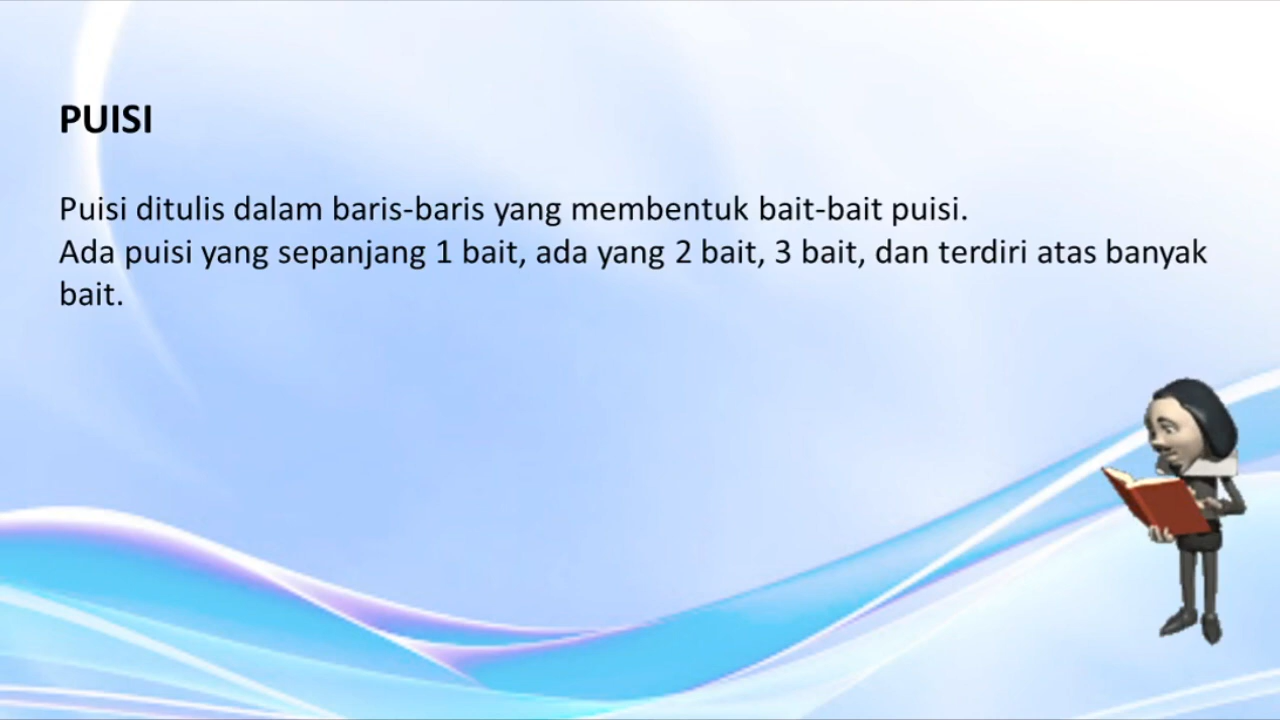 PUISI
Puisi ditulis dalam baris-baris yang membentuk bait-bait puisi.
Ada puisi yang sepanjang 1 bait, ada yang 2 bait, 3 bait, dan terdiri atas banyak
bait.